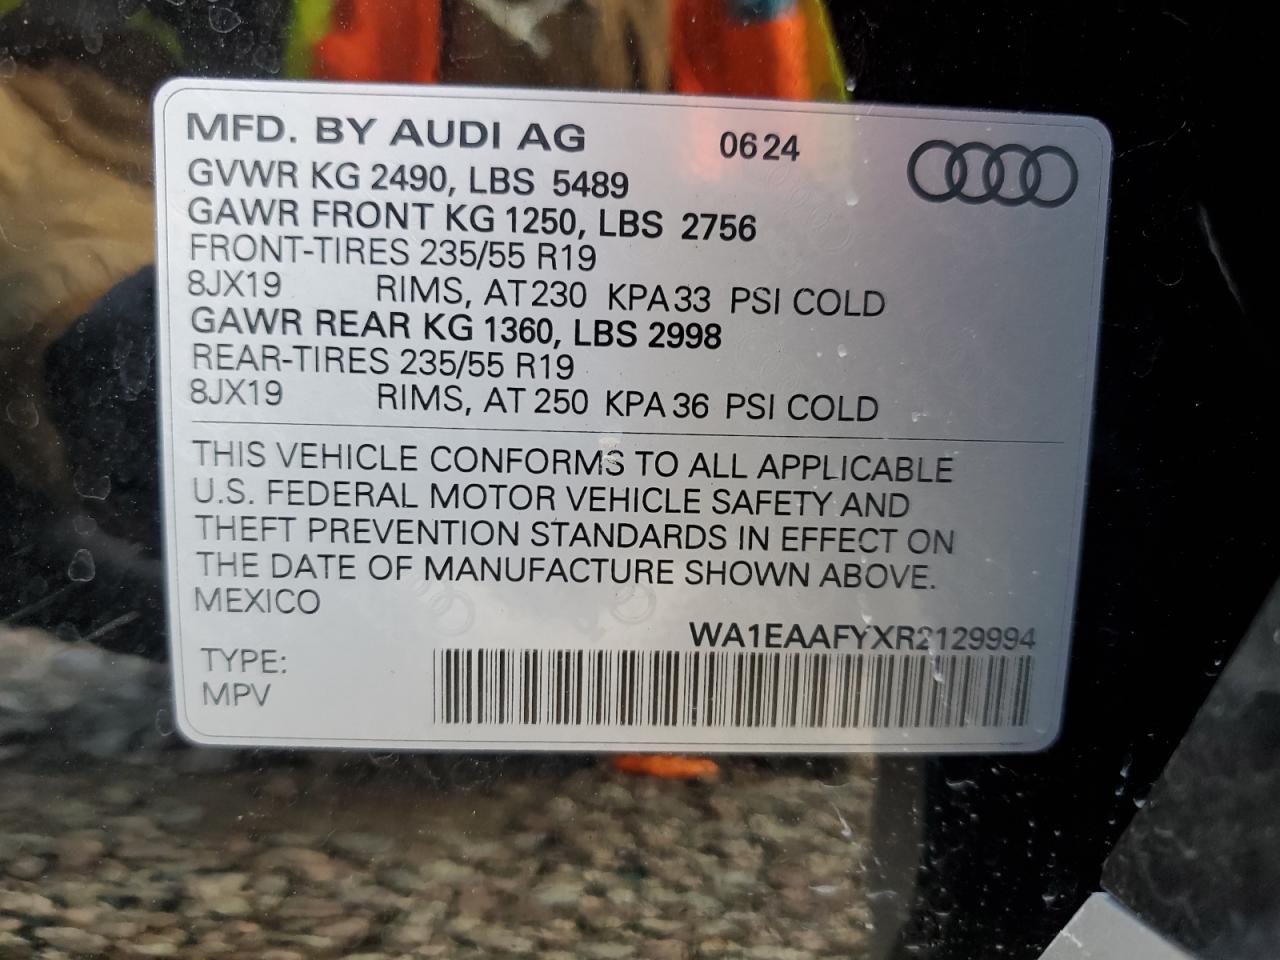 MFD. BY AUDI AG 0624
GVWR KG 2490, LBS 5489
GAWR FRONT KG 1250, LBS 2756
FRONT-TIRES 235/55 R19
8JX19 RIMS, AT 230 KPA 33 PSI COLD
GAWR REAR KG 1360, LBS 2998
REAR-TIRES 235/55 R19
8JX19 RIMS, AT 250 KPA 36 PSI COLD
THIS VEHICLE CONFORMS TO ALL APPLICABLE
U.S. FEDERAL MOTOR VEHICLE SAFETY AND
THEFT PREVENTION STANDARDS IN EFFECT ON
THE DATE OF MANUFACTURE SHOWN ABOVE.
MEXICO
WA1EAAFYXR2129994
TYPE:
MPV